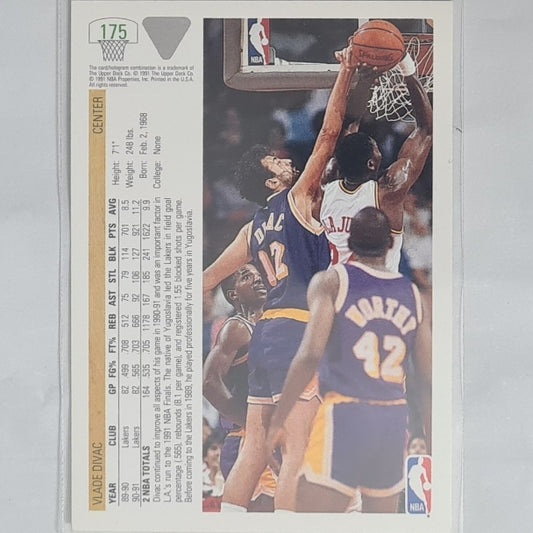 175
The card/hologram combination is a trademark of
The Upper Deck Co. © 1991 The Upper Deck Co.
© 1991 NBA Properties, Inc. Printed in the U.S.A.
All rights reserved.
VLADE DIVAC CENTER
Height: 7'1"
Weight: 248 lbs.
Born: Feb. 2, 1968
College: None
YEAR CLUB GP FG% FT% REB AST STL BLK PTS AVG
89-90 Lakers 82 .499 .708 512 75 79 114 701 8.5
90-91 Lakers 82 .565 .703 666 92 106 127 921 11.2
2 NBA TOTALS 164 .535 .705 1178 167 185 241 1622 9.9
Divac continued to improve all aspects of his game in 1990-91 and was an important factor in
L.A.'s run to the 1991 NBA Finals. The native of Yugoslavia led the Lakers in field goal
percentage (.565), rebounds (8.1 per game), and registered 1.55 blocked shots per game.
Before coming to the Lakers in 1989, he played professionally for five years in Yugoslavia.
NBA
SPALDING
DIVAC
12
LAJU
WORTHY
42
NBA